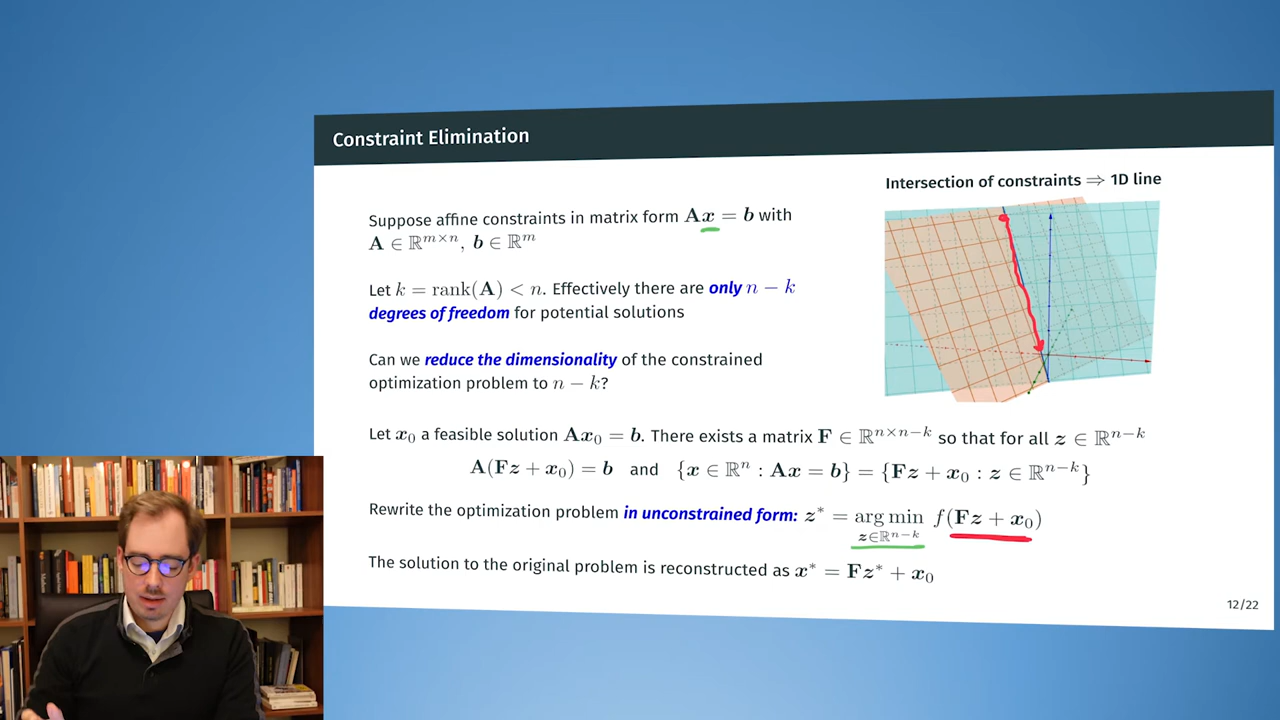 Constraint Elimination
Suppose affine constraints in matrix form Ax = b with
A ∈ ℝ^{m×n}, b ∈ ℝ^m
Let k = rank(A) < n. Effectively there are only n − k
degrees of freedom for potential solutions
Can we reduce the dimensionality of the constrained
optimization problem to n − k?
Intersection of constraints ⇒ 1D line
Let x₀ a feasible solution Ax₀ = b. There exists a matrix F ∈ ℝ^{n×n−k} so that for all z ∈ ℝ^{n−k}
A(Fz + x₀) = b and {x ∈ ℝ^n : Ax = b} = {Fz + x₀ : z ∈ ℝ^{n−k}}
Rewrite the optimization problem in unconstrained form: z* = arg min f(Fz + x₀)
z∈ℝ^{n−k}
The solution to the original problem is reconstructed as x* = Fz* + x₀
12/22